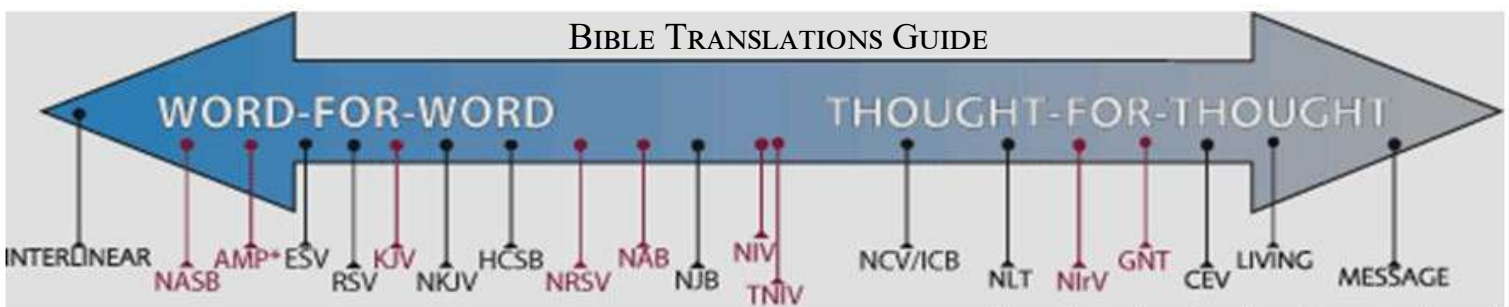 BIBLE TRANSLATIONS GUIDE
WORD-FOR-WORD THOUGHT-FOR-THOUGHT
INTERLINEAR
NASB
AMP*
ESV
RSV
KJV
NKJV
HCSB
NRSV
NAB
NJB
NIV
TNIV
NCV/ICB
NLT
NIrV
GNT
CEV
LIVING
MESSAGE